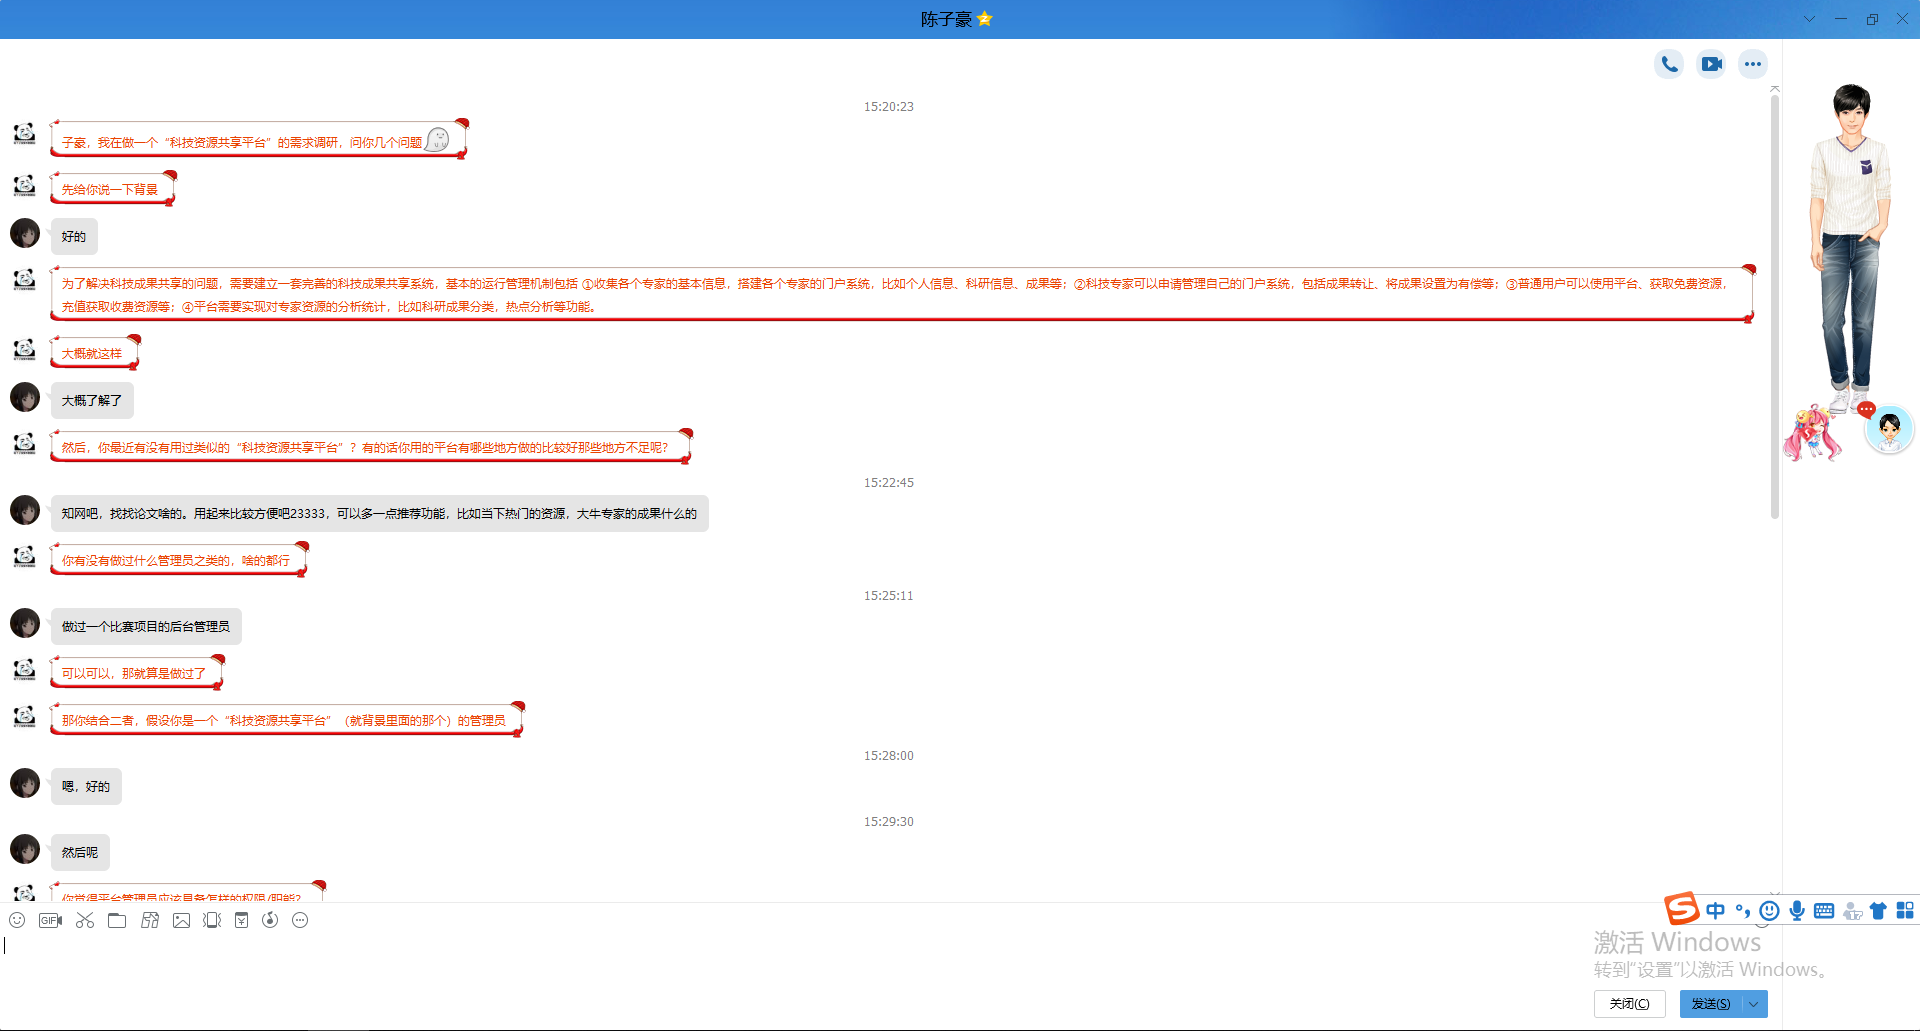 陈子豪
15:20:23
子豪，我在做一个“科技资源共享平台”的需求调研，问你几个问题
先给你说一下背景
好的
为了解决科技成果共享的问题，需要建立一套完善的科技成果共享系统，基本的运行管理机制包括 ①收集各个专家的基本信息，搭建各个专家的门户系统，比如个人信息、科研信息、成果等；②科技专家可以申请管理自己的门户系统，包括成果转让、将成果设置为有偿等；③普通用户可以使用平台、获取免费资源，
充值获取收费资源等；④平台需要实现对专家资源的分析统计，比如科研成果分类，热点分析等功能。
大概就这样
大概了解了
然后，你最近有没有用过类似的“科技资源共享平台”？有的话你用的平台有哪些地方做的比较好那些地方不足呢？
15:22:45
知网吧，找找论文啥的。用起来比较方便吧23333，可以多一点推荐功能，比如当下热门的资源，大牛专家的成果什么的
你有没有做过什么管理员之类的，啥的都行
15:25:11
做过一个比赛项目的后台管理员
可以可以，那就算是做过了
那你结合二者，假设你是一个“科技资源共享平台”（就背景里面的那个）的管理员
15:28:00
嗯，好的
15:29:30
然后呢
你觉得平台管理员应该具备怎样的权限/职能?
GIF
中
激活 Windows
转到“设置”以激活 Windows。
关闭(C)
发送(S)